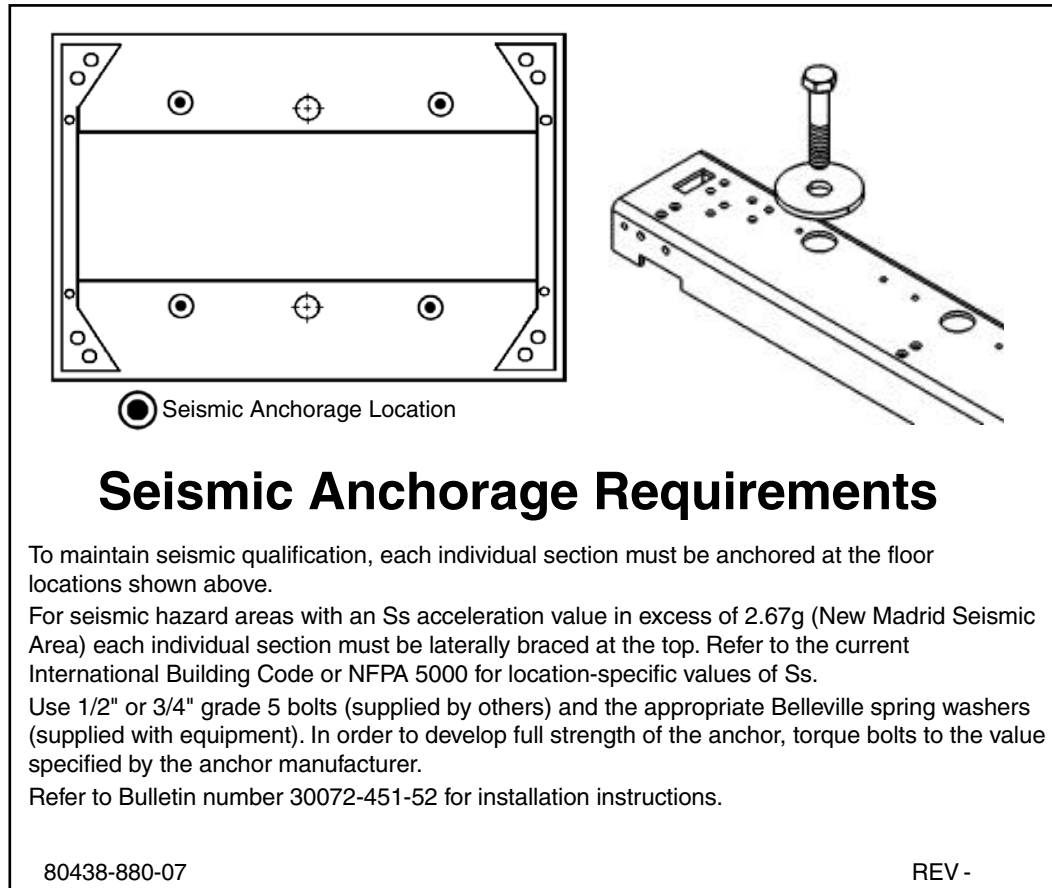 Seismic Anchorage Location
Seismic Anchorage Requirements
To maintain seismic qualification, each individual section must be anchored at the floor
locations shown above.
For seismic hazard areas with an Ss acceleration value in excess of 2.67g (New Madrid Seismic
Area) each individual section must be laterally braced at the top. Refer to the current
International Building Code or NFPA 5000 for location-specific values of Ss.
Use 1/2" or 3/4" grade 5 bolts (supplied by others) and the appropriate Belleville spring washers
(supplied with equipment). In order to develop full strength of the anchor, torque bolts to the value
specified by the anchor manufacturer.
Refer to Bulletin number 30072-451-52 for installation instructions.
80438-880-07 REV -